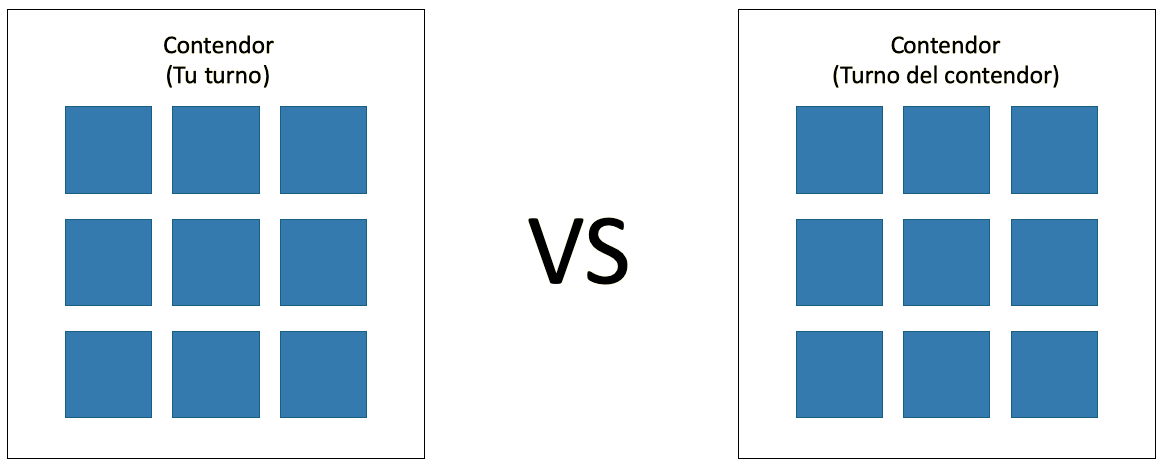 Contendor
(Tu turno)
VS
Contendor
(Turno del contendor)